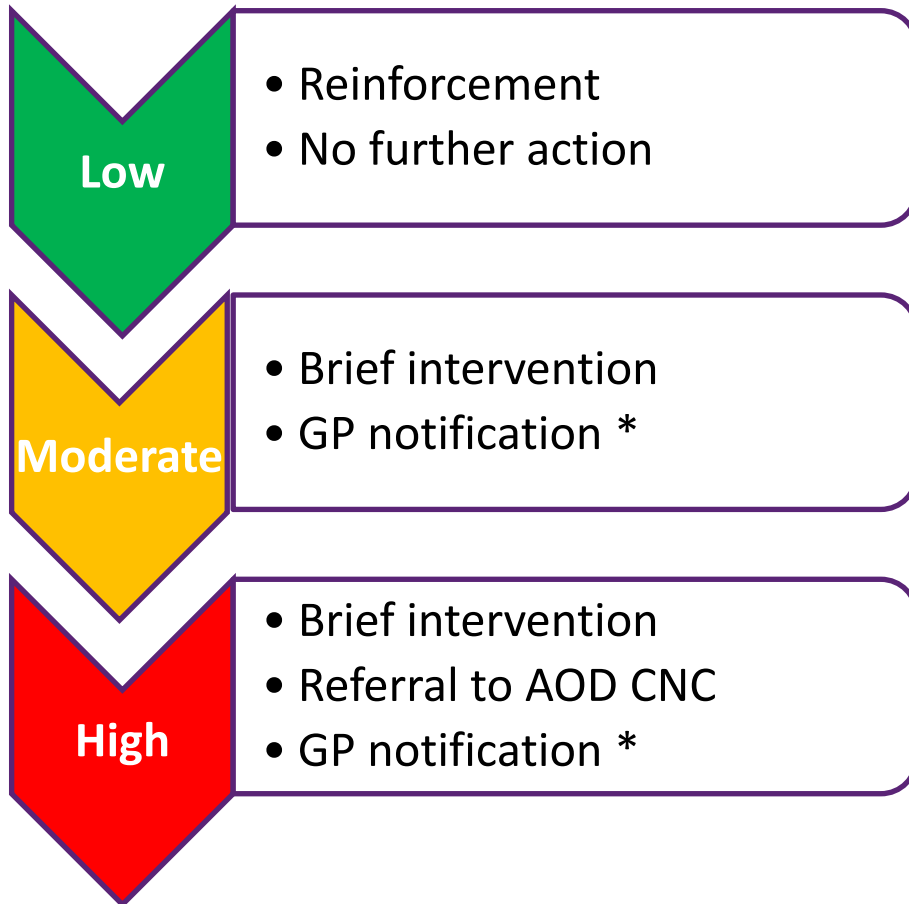 Low
• Reinforcement
• No further action
Moderate
• Brief intervention
• GP notification *
High
• Brief intervention
• Referral to AOD CNC
• GP notification *